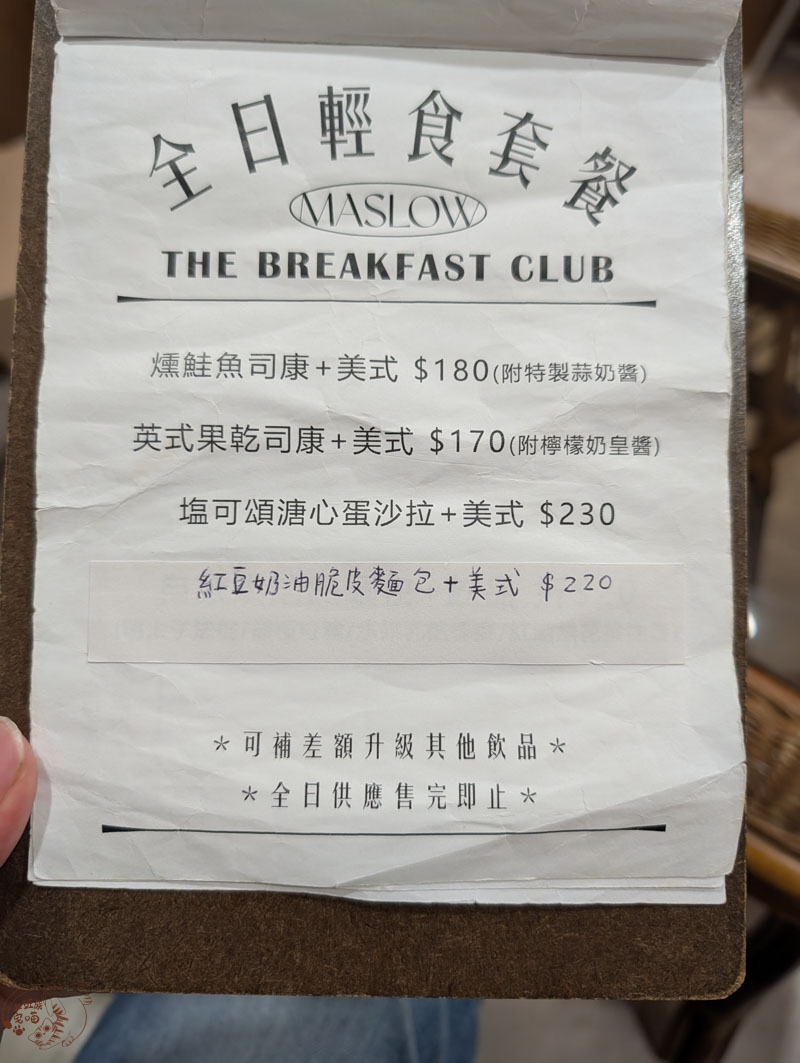 全日輕食套餐
MASLOW
THE BREAKFAST CLUB
燻鮭魚司康+美式 $180(附特製蒜奶醬)
英式果乾司康+美式 $170(附檸檬奶皇醬)
塩可頌溏心蛋沙拉+美式 $230
紅豆奶油脆皮麵包+美式 $220
*可補差額升級其他飲品*
*全日供應售完即止*
宅喵